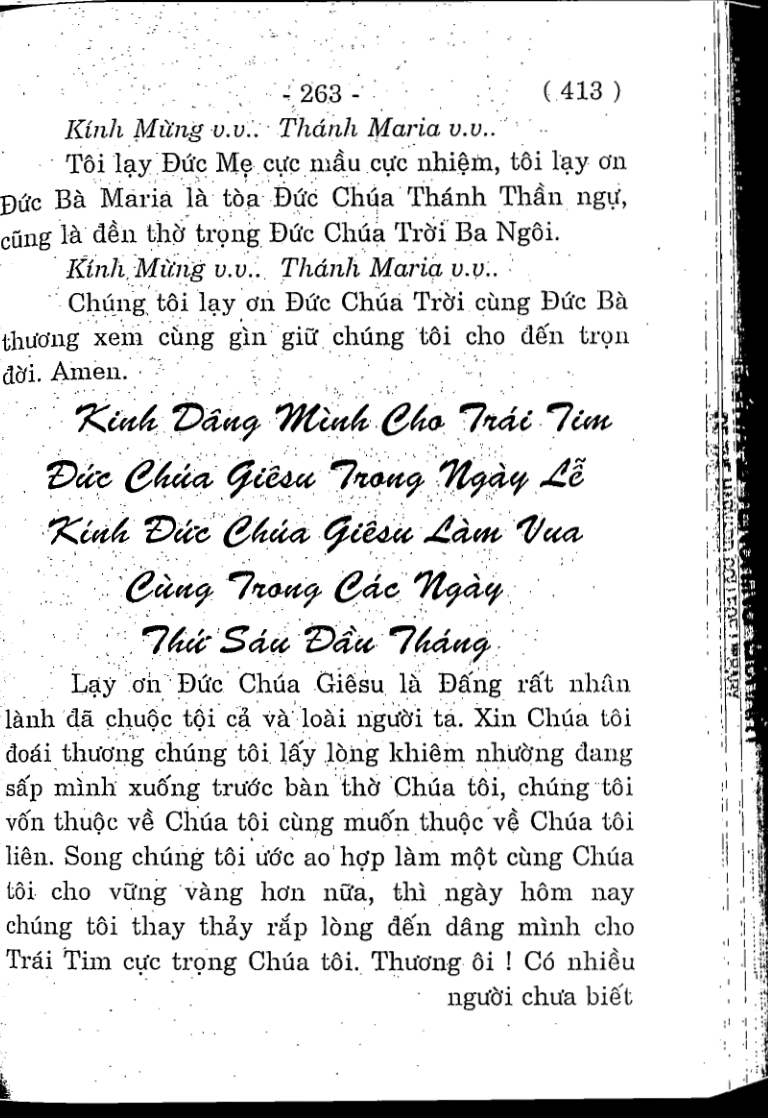 - 263 - ( 413 )
Kính Mừng v.v.. Thánh Maria v.v..
Tôi lạy Đức Mẹ cực mầu cực nhiệm, tôi lạy ơn
Đức Bà Maria là tòa Đức Chúa Thánh Thần ngự,
cũng là đền thờ trọng Đức Chúa Trời Ba Ngôi.
Kính Mừng v.v.. Thánh Maria v.v..
Chúng tôi lạy ơn Đức Chúa Trời cùng Đức Bà
thương xem cùng gìn giữ chúng tôi cho đến trọn
đời. Amen.
Kinh Dâng Mình Cho Trái Tim
Đức Chúa Giêsu Trong Ngày Lễ
Kính Đức Chúa Giêsu Làm Vua
Cùng Trong Các Ngày
Thứ Sáu Đầu Tháng
Lạy ơn Đức Chúa Giêsu là Đấng rất nhân
lành đã chuộc tội cả và loài người ta. Xin Chúa tôi
đoái thương chúng tôi lấy lòng khiêm nhường đang
sấp mình xuống trước bàn thờ Chúa tôi, chúng tôi
vốn thuộc về Chúa tôi cùng muốn thuộc về Chúa tôi
liên. Song chúng tôi ước ao hợp làm một cùng Chúa
tôi cho vững vàng hơn nữa, thì ngày hôm nay
chúng tôi thay thảy rắp lòng đến dâng mình cho
Trái Tim cực trọng Chúa tôi. Thương ôi ! Có nhiều
người chưa biết